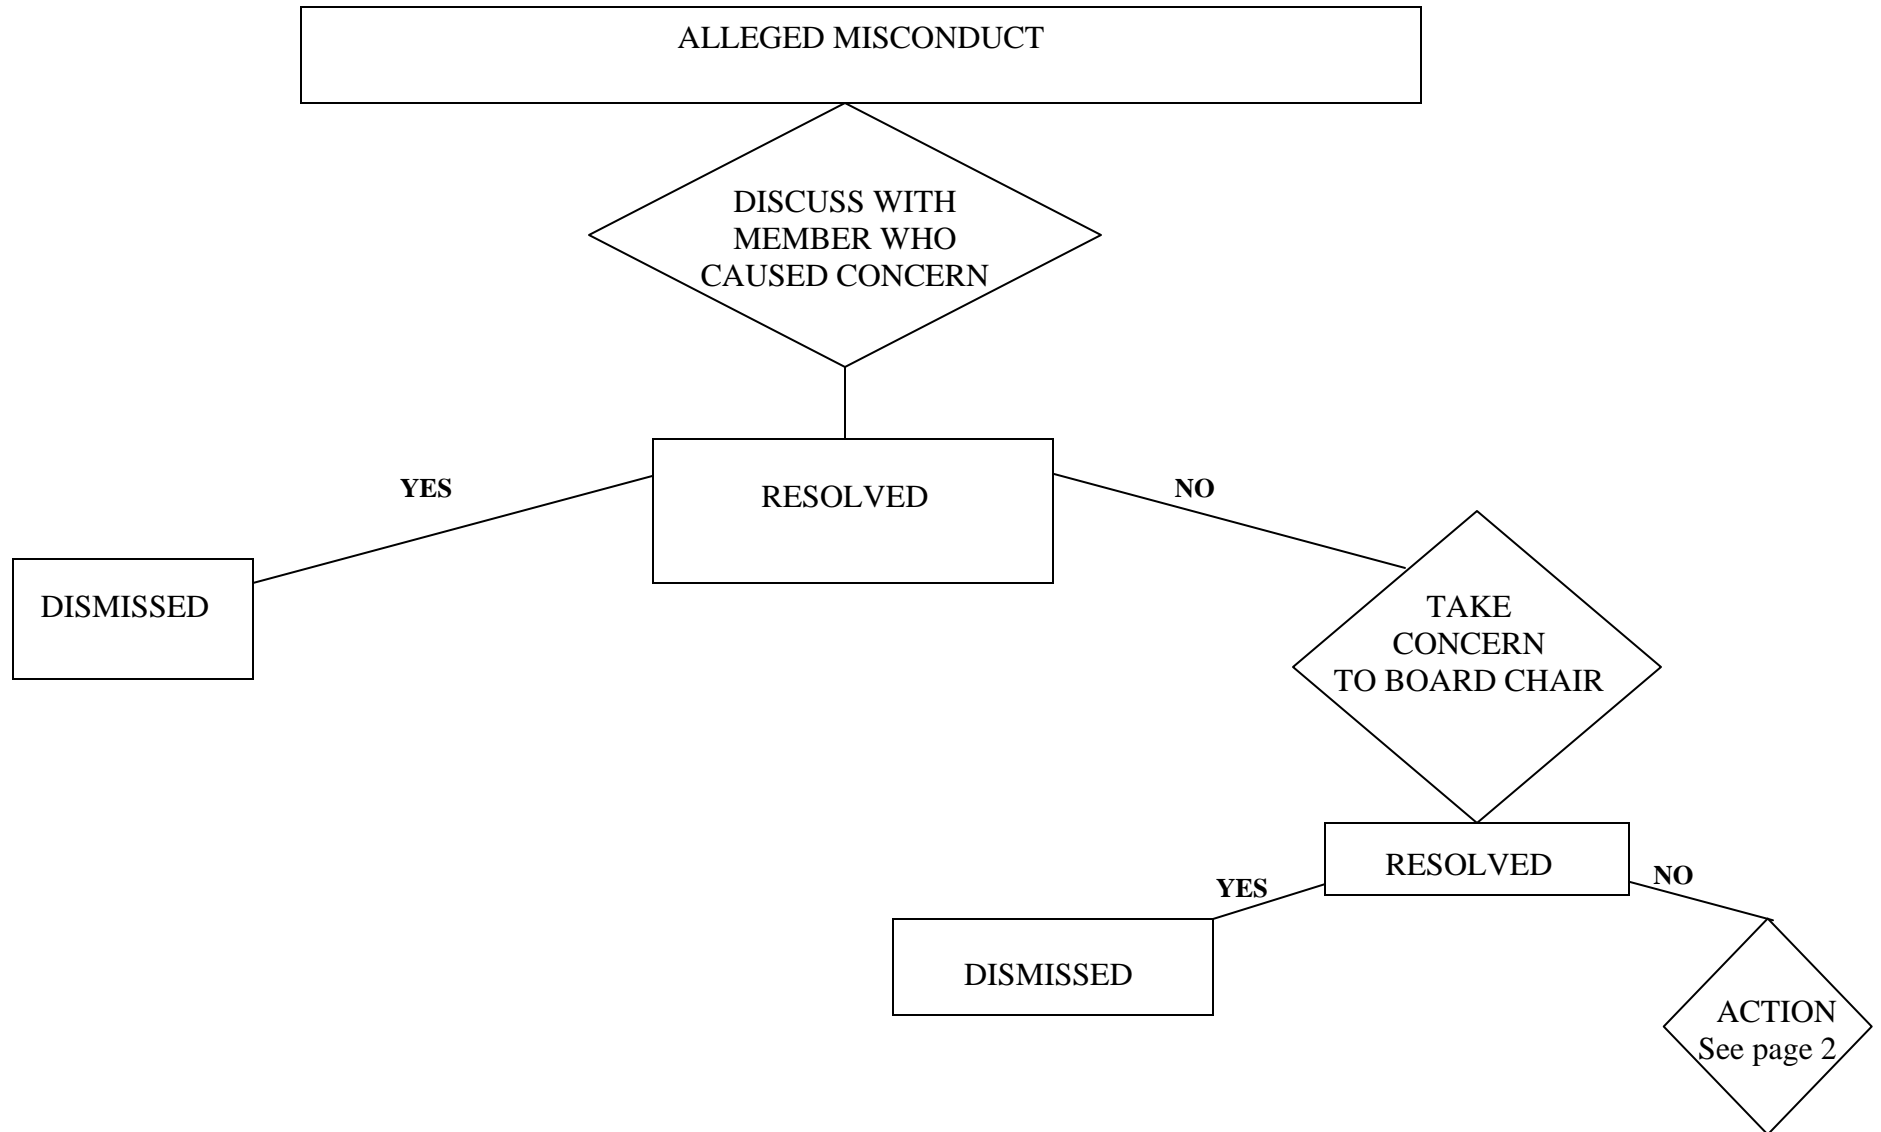 ALLEGED MISCONDUCT
DISCUSS WITH
MEMBER WHO
CAUSED CONCERN
YES
RESOLVED
NO
DISMISSED
TAKE
CONCERN
TO BOARD CHAIR
YES
RESOLVED
NO
DISMISSED
ACTION
See page 2